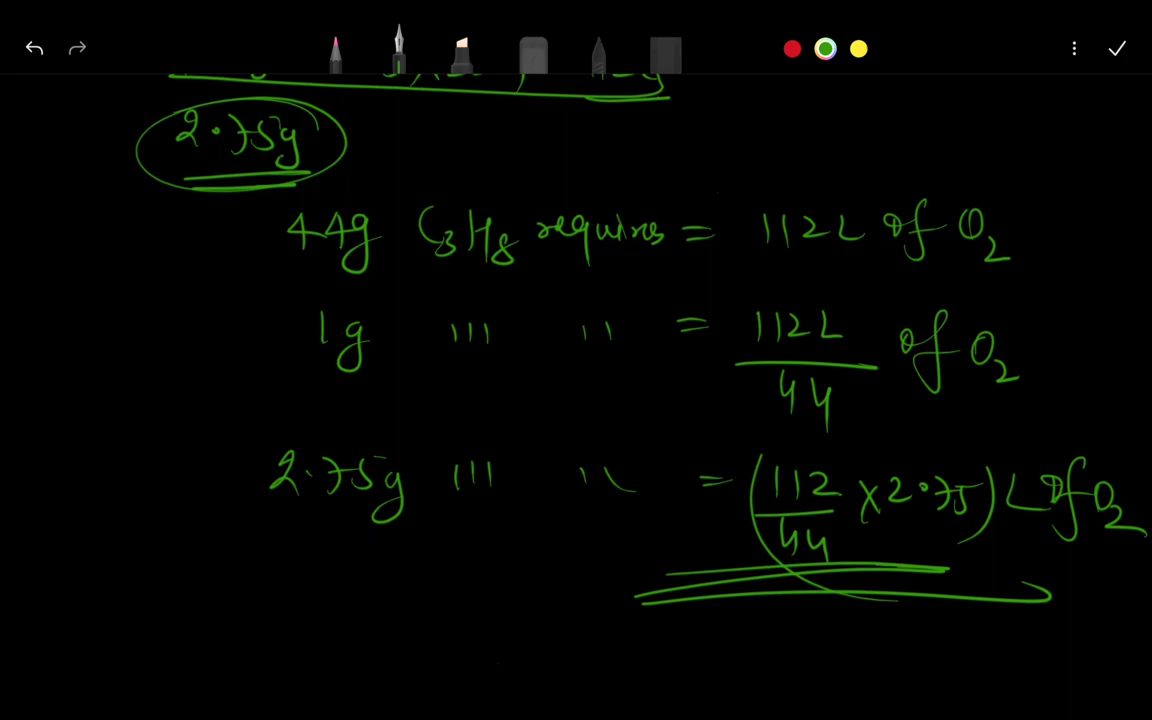 2.75g
44g C3H8 requires = 112L of O2
1g ''' '' = 112L/44 of O2
2.75g ''' '' = (112/44 X2.75) L of O2